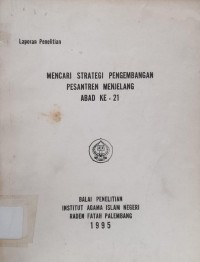 Laporan Penelitian
MENCARI STRATEGI PENGEMBANGAN
PESANTREN MENJELANG
ABAD KE - 21
BALAI PENELITIAN
INSTITUT AGAMA ISLAM NEGERI
RADEN FATAH PALEMBANG
1995